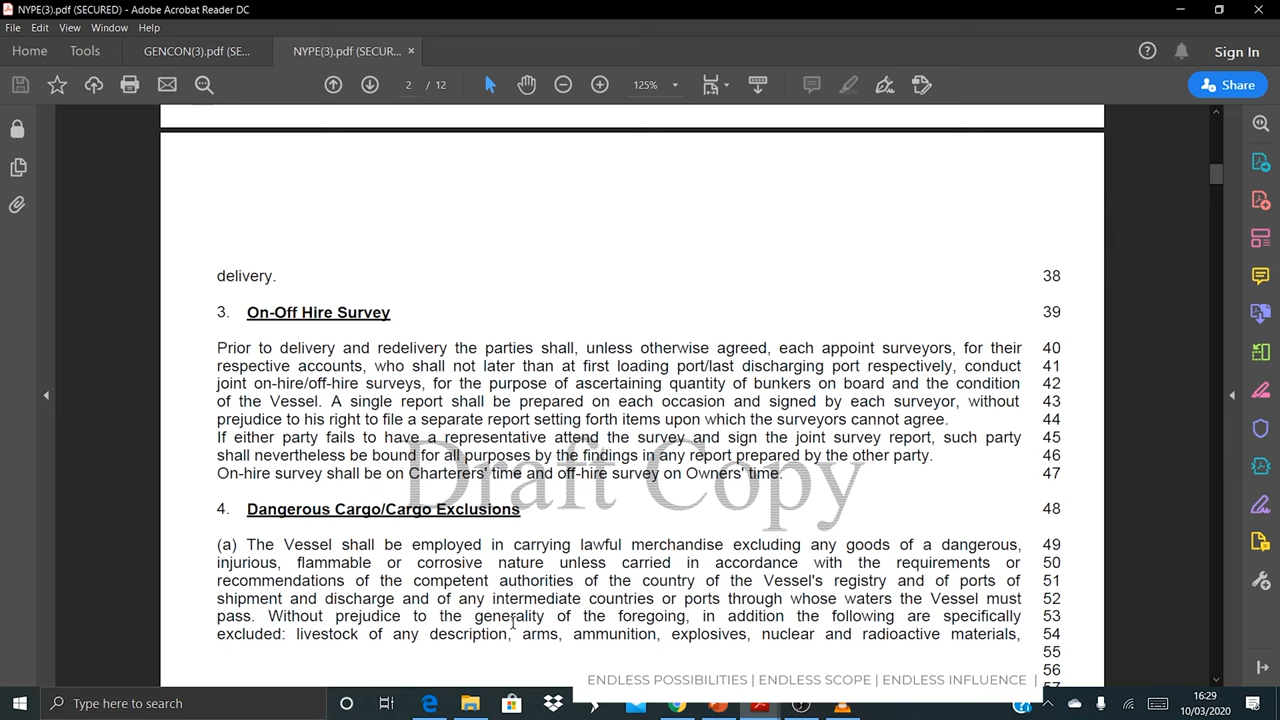 NYPE(3).pdf (SECURED) - Adobe Acrobat Reader DC
File Edit View Window Help
Home Tools GENCON(3).pdf (SE... NYPE(3).pdf (SECUR... × Sign In
2 / 12 125% Share
delivery. 38
3. On-Off Hire Survey 39
Prior to delivery and redelivery the parties shall, unless otherwise agreed, each appoint surveyors, for their 40
respective accounts, who shall not later than at first loading port/last discharging port respectively, conduct 41
joint on-hire/off-hire surveys, for the purpose of ascertaining quantity of bunkers on board and the condition 42
of the Vessel. A single report shall be prepared on each occasion and signed by each surveyor, without 43
prejudice to his right to file a separate report setting forth items upon which the surveyors cannot agree. 44
If either party fails to have a representative attend the survey and sign the joint survey report, such party 45
shall nevertheless be bound for all purposes by the findings in any report prepared by the other party. 46
On-hire survey shall be on Charterers' time and off-hire survey on Owners' time. 47
Draft Copy
4. Dangerous Cargo/Cargo Exclusions 48
(a) The Vessel shall be employed in carrying lawful merchandise excluding any goods of a dangerous, 49
injurious, flammable or corrosive nature unless carried in accordance with the requirements or 50
recommendations of the competent authorities of the country of the Vessel's registry and of ports of 51
shipment and discharge and of any intermediate countries or ports through whose waters the Vessel must 52
pass. Without prejudice to the generality of the foregoing, in addition the following are specifically 53
excluded: livestock of any description, arms, ammunition, explosives, nuclear and radioactive materials, 54
55
56
57
ENDLESS POSSIBILITIES | ENDLESS SCOPE | ENDLESS INFLUENCE |
Type here to search
16:29
10/03/2020